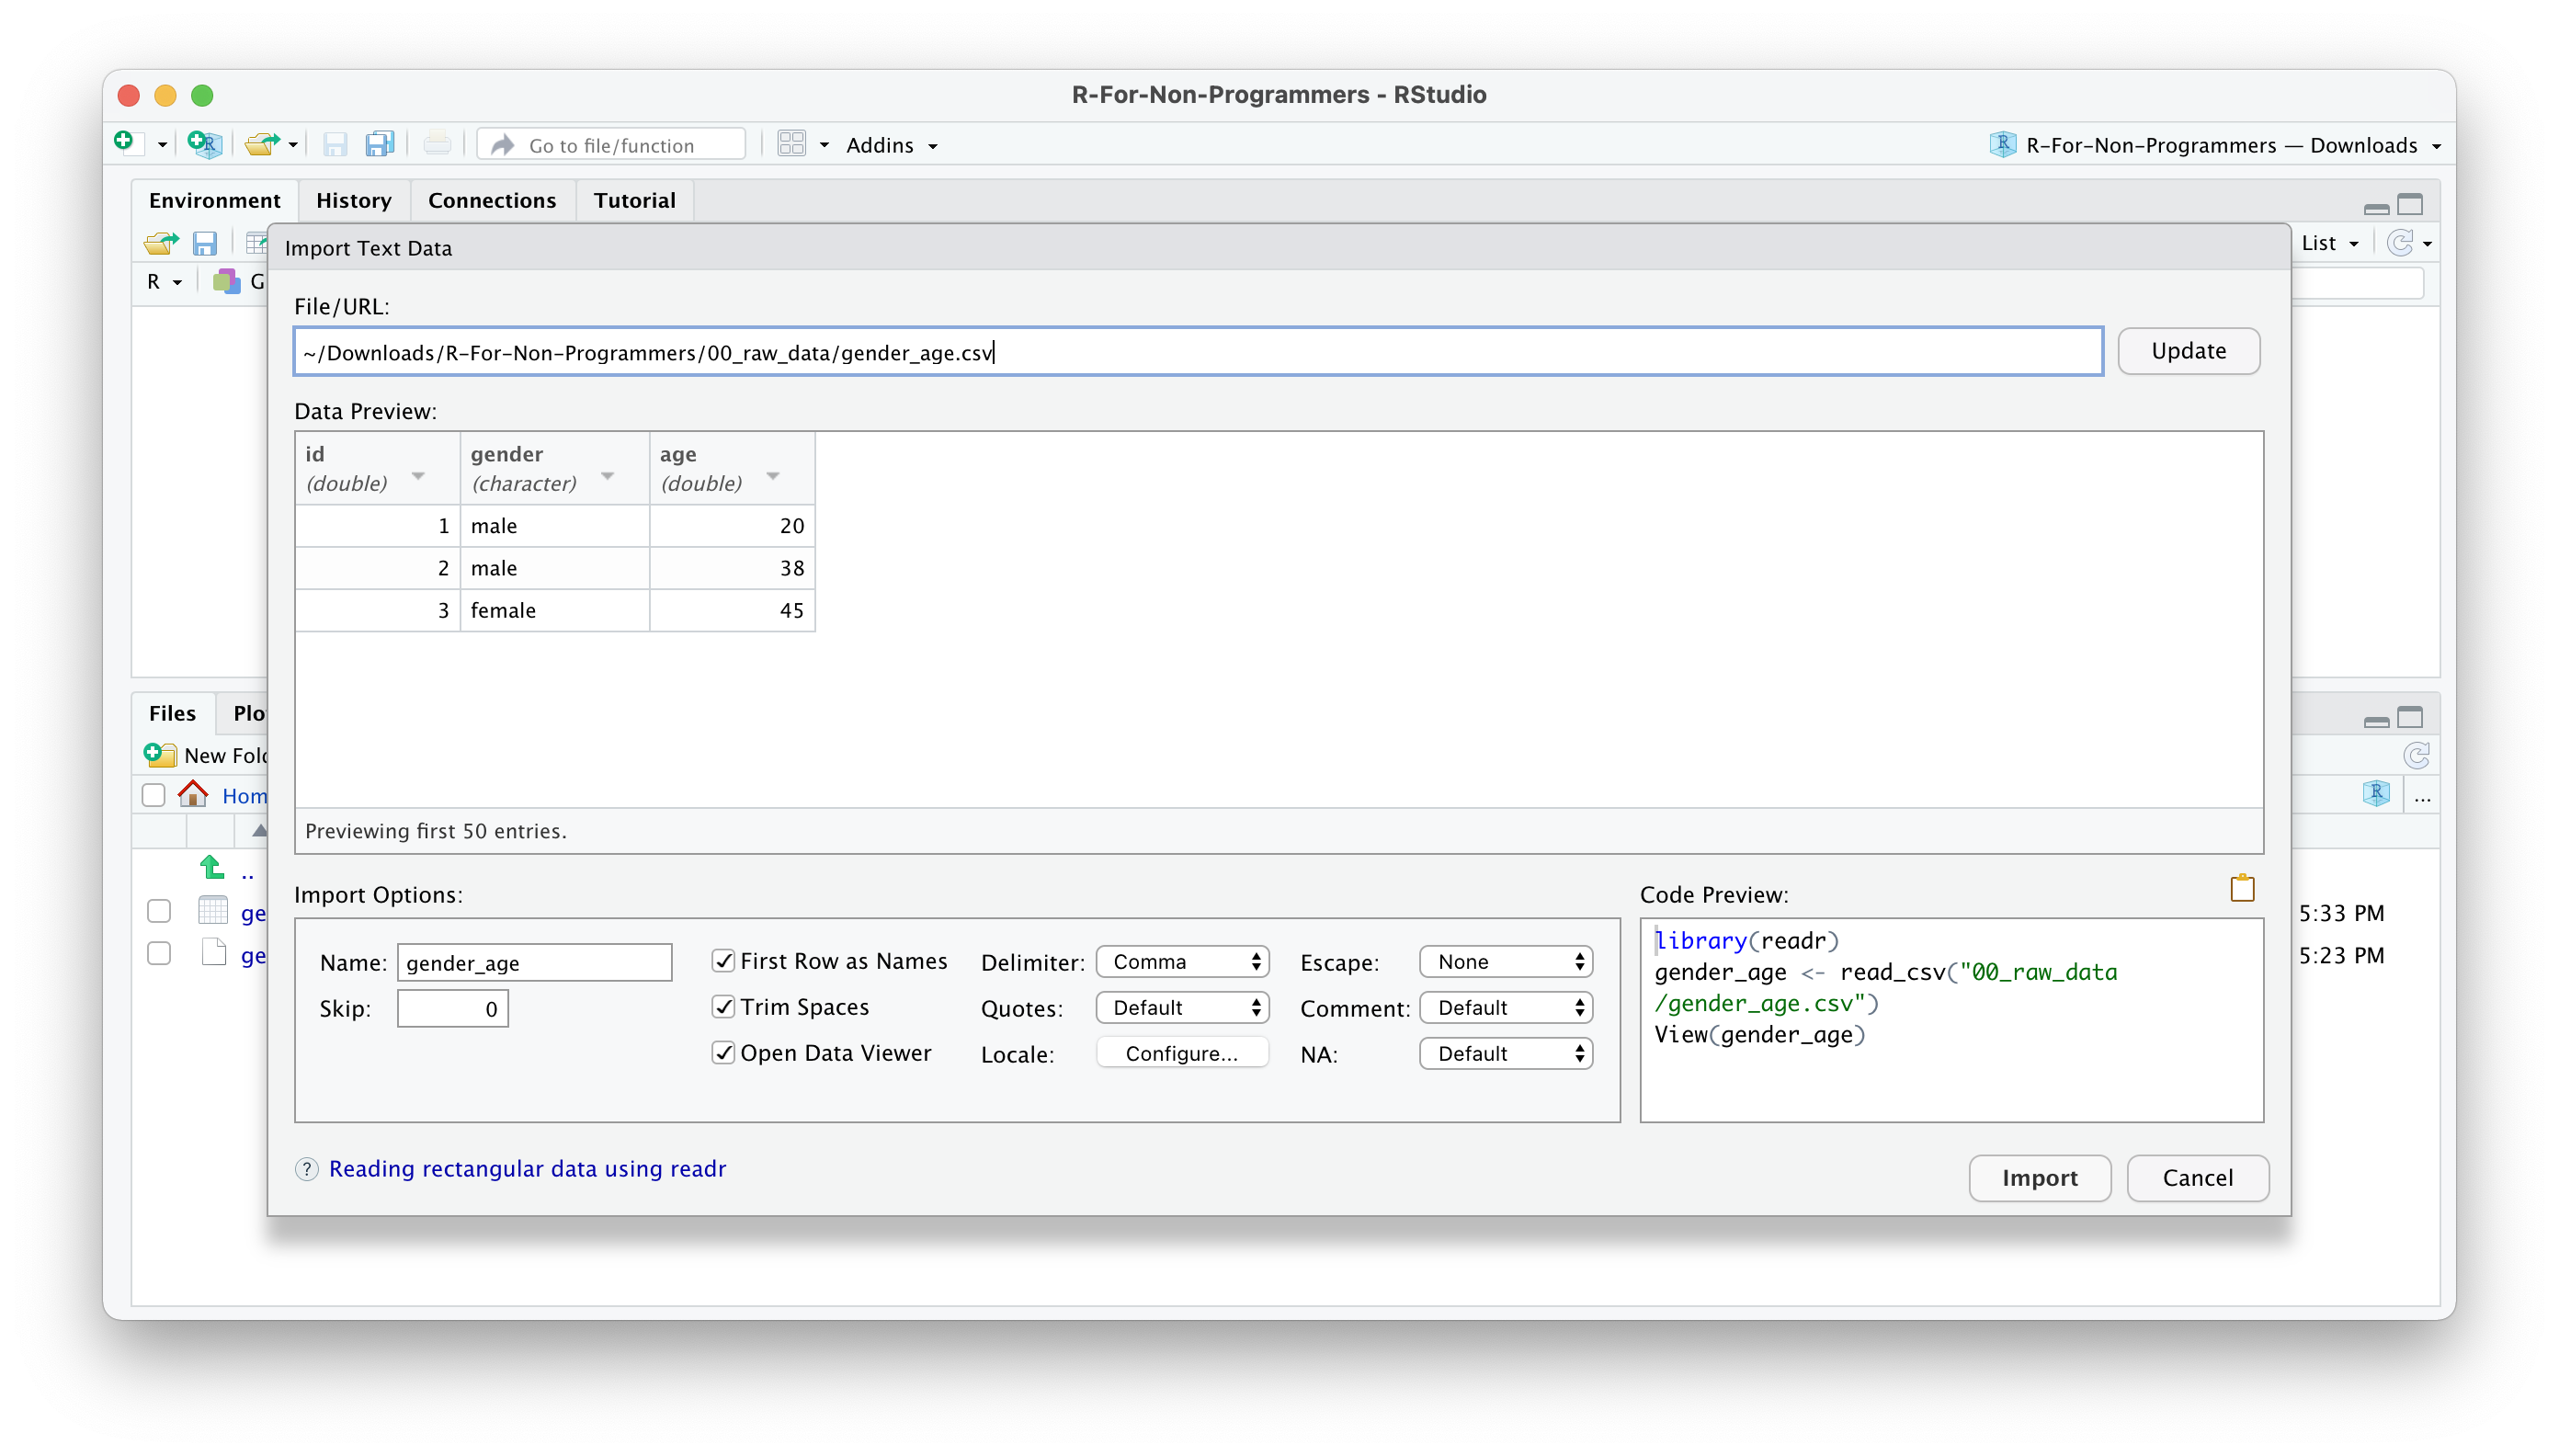 R-For-Non-Programmers - RStudio
Go to file/function
Addins
R-For-Non-Programmers — Downloads
Environment History Connections Tutorial
List
R G
Import Text Data
File/URL:
~/Downloads/R-For-Non-Programmers/00_raw_data/gender_age.csv
Update
Data Preview:
id gender age
(double) (character) (double)
1 male 20
2 male 38
3 female 45
Previewing first 50 entries.
Files Plo
New Fold
Hom
...
..
ge 5:33 PM
ge 5:23 PM
Import Options:
Name: gender_age
Skip: 0
First Row as Names
Trim Spaces
Open Data Viewer
Delimiter: Comma
Quotes: Default
Locale: Configure...
Escape: None
Comment: Default
NA: Default
Code Preview:
library(readr)
gender_age <- read_csv("00_raw_data
/gender_age.csv")
View(gender_age)
? Reading rectangular data using readr
Import Cancel